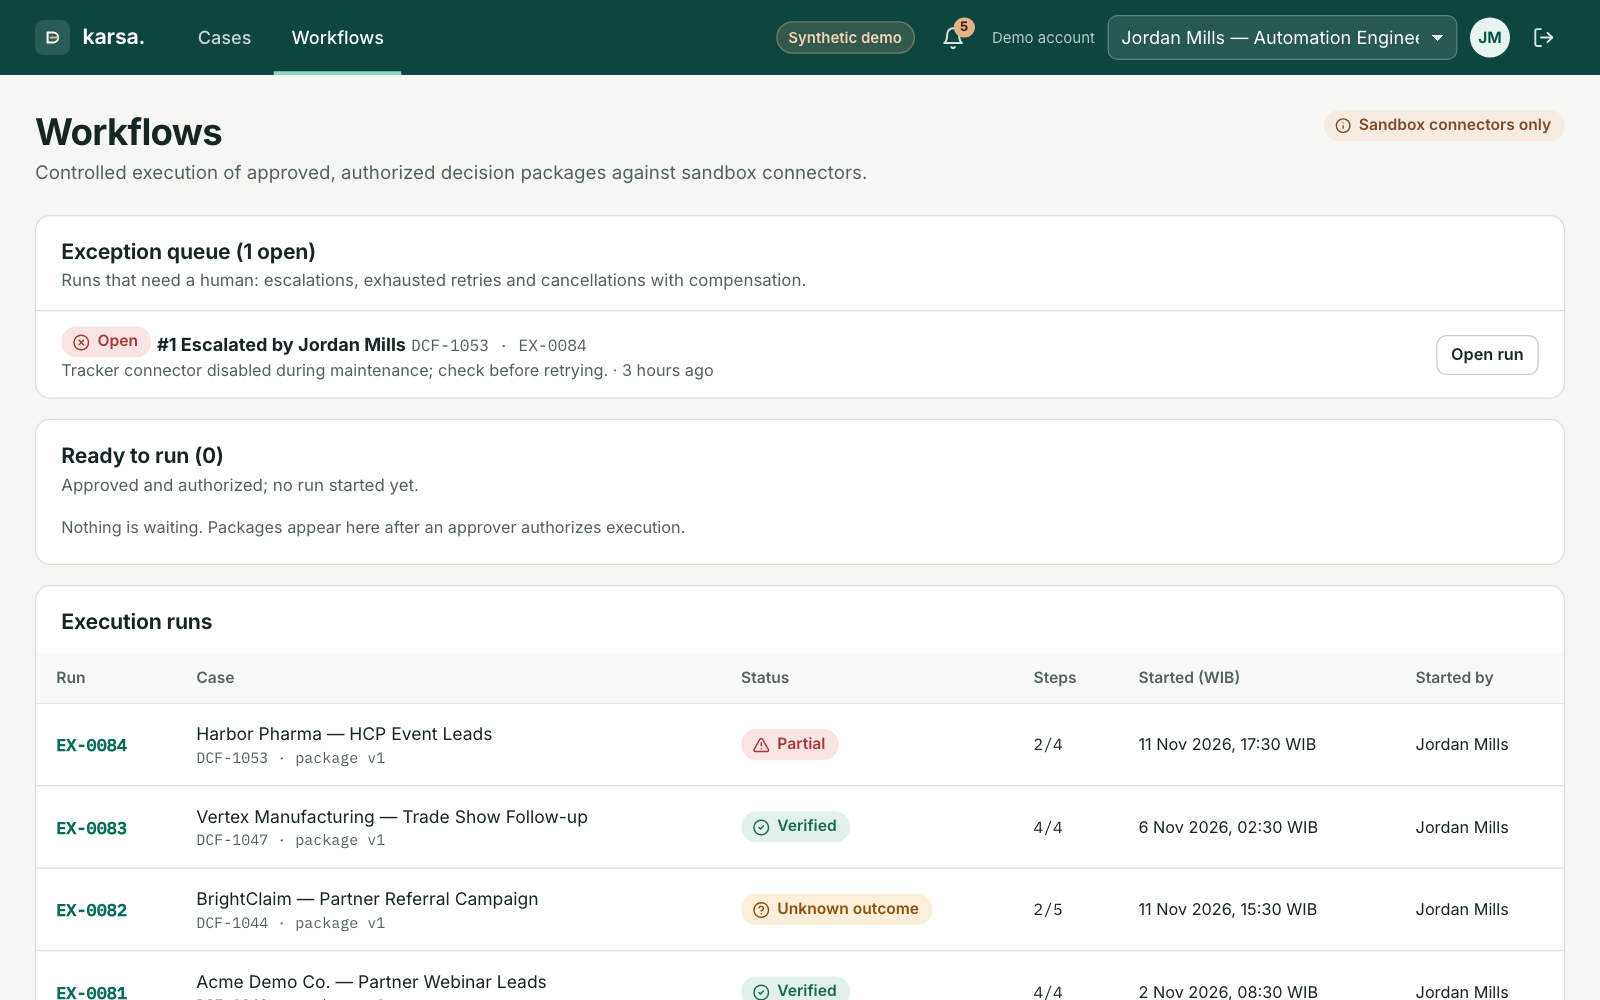 karsa.
Cases
Workflows
Synthetic demo
5
Demo account
Jordan Mills — Automation Enginee
JM
Workflows
Sandbox connectors only
Controlled execution of approved, authorized decision packages against sandbox connectors.
Exception queue (1 open)
Runs that need a human: escalations, exhausted retries and cancellations with compensation.
Open #1 Escalated by Jordan Mills DCF-1053 · EX-0084
Tracker connector disabled during maintenance; check before retrying. · 3 hours ago
Open run
Ready to run (0)
Approved and authorized; no run started yet.
Nothing is waiting. Packages appear here after an approver authorizes execution.
Execution runs
Run Case Status Steps Started (WIB) Started by
EX-0084 Harbor Pharma — HCP Event Leads Partial 2/4 11 Nov 2026, 17:30 WIB Jordan Mills
DCF-1053 · package v1
EX-0083 Vertex Manufacturing — Trade Show Follow-up Verified 4/4 6 Nov 2026, 02:30 WIB Jordan Mills
DCF-1047 · package v1
EX-0082 BrightClaim — Partner Referral Campaign Unknown outcome 2/5 11 Nov 2026, 15:30 WIB Jordan Mills
DCF-1044 · package v1
EX-0081 Acme Demo Co. — Partner Webinar Leads Verified 4/4 2 Nov 2026, 08:30 WIB Jordan Mills